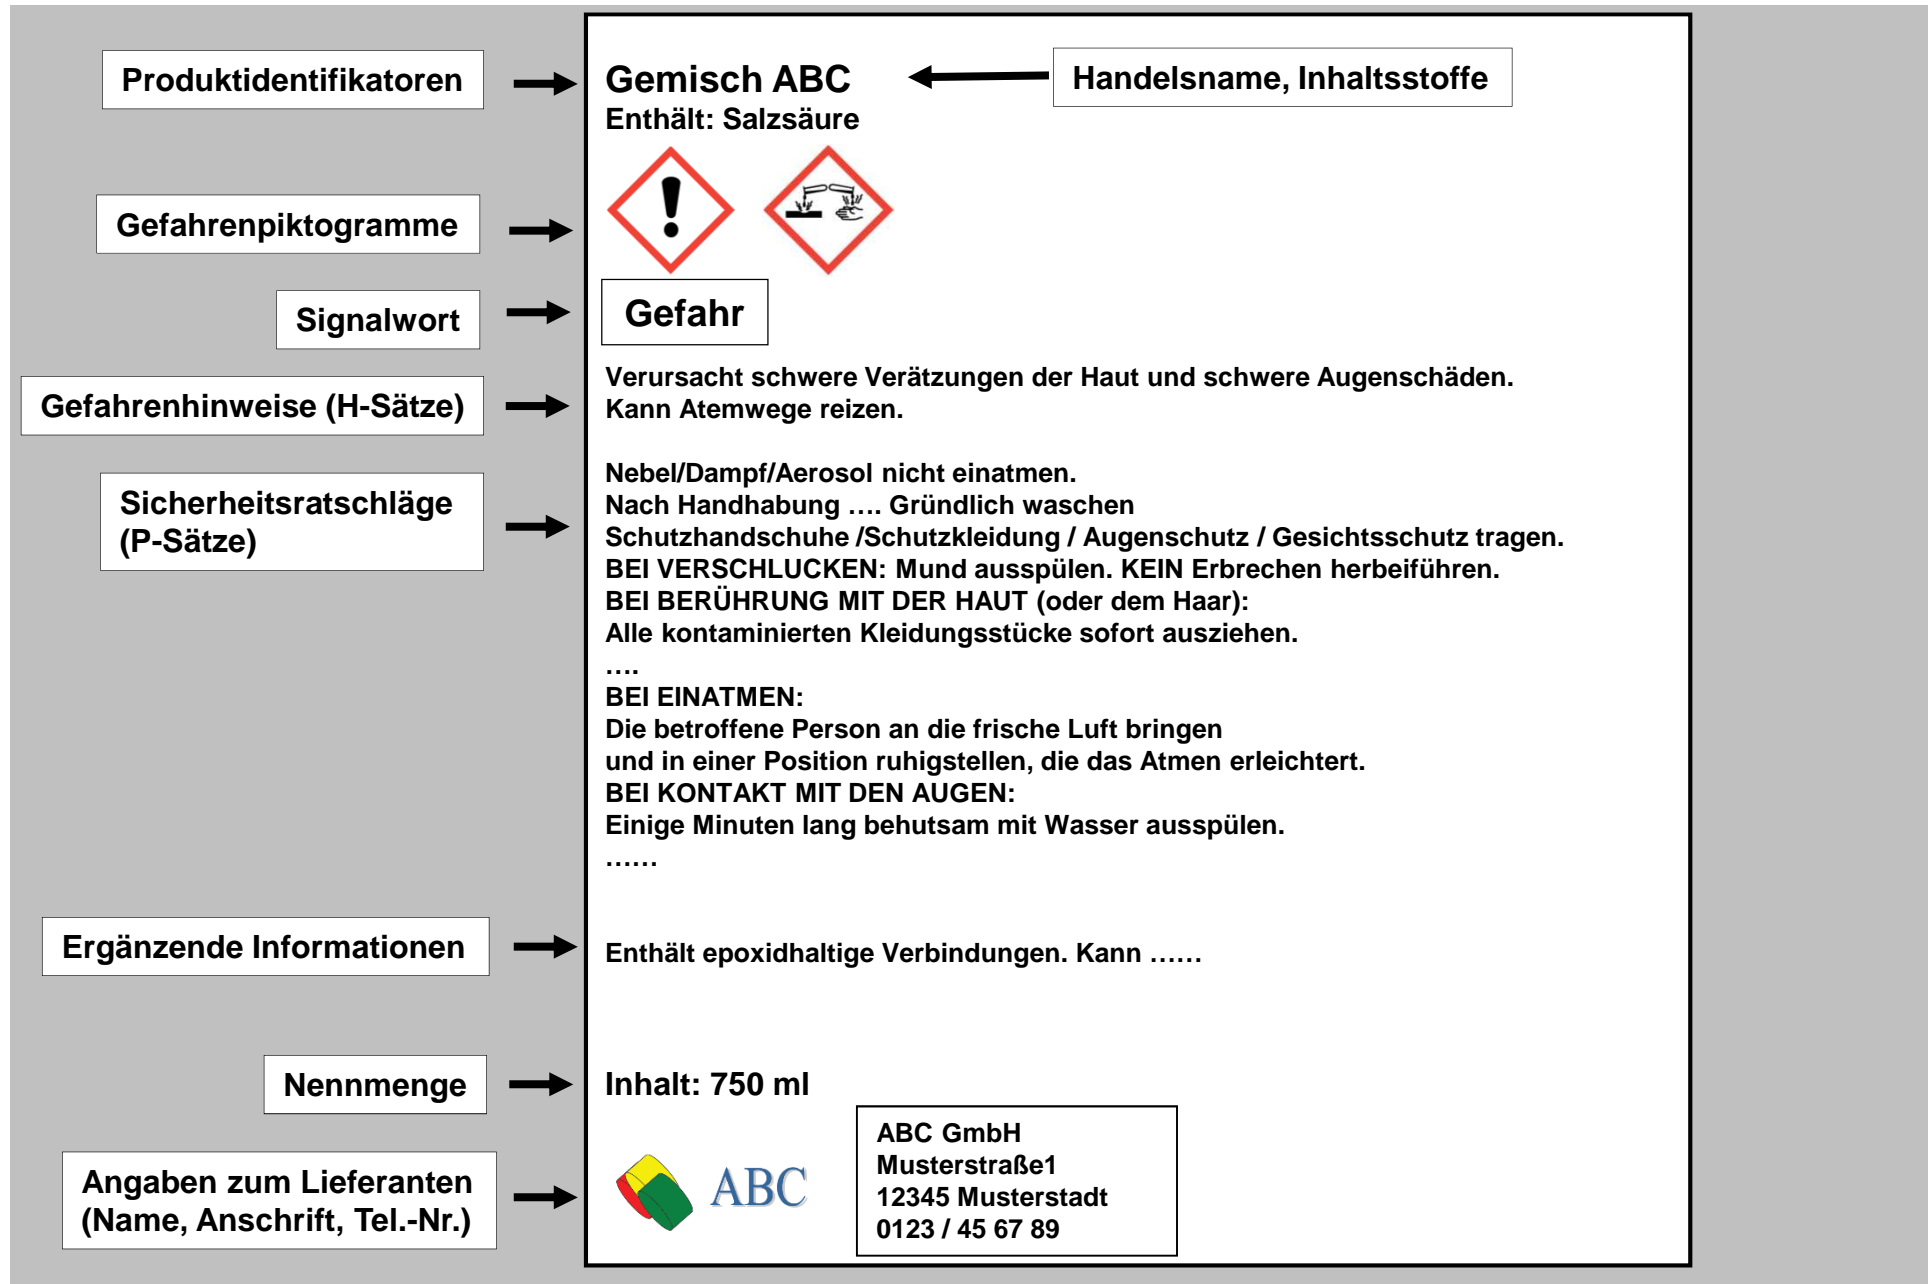 Produktidentifikatoren
Gemisch ABC
Handelsname, Inhaltsstoffe
Enthält: Salzsäure
Gefahrenpiktogramme
Signalwort
Gefahr
Gefahrenhinweise (H-Sätze)
Verursacht schwere Verätzungen der Haut und schwere Augenschäden.
Kann Atemwege reizen.
Sicherheitsratschläge
(P-Sätze)
Nebel/Dampf/Aerosol nicht einatmen.
Nach Handhabung …. Gründlich waschen
Schutzhandschuhe /Schutzkleidung / Augenschutz / Gesichtsschutz tragen.
BEI VERSCHLUCKEN: Mund ausspülen. KEIN Erbrechen herbeiführen.
BEI BERÜHRUNG MIT DER HAUT (oder dem Haar):
Alle kontaminierten Kleidungsstücke sofort ausziehen.
….
BEI EINATMEN:
Die betroffene Person an die frische Luft bringen
und in einer Position ruhigstellen, die das Atmen erleichtert.
BEI KONTAKT MIT DEN AUGEN:
Einige Minuten lang behutsam mit Wasser ausspülen.
……
Ergänzende Informationen
Enthält epoxidhaltige Verbindungen. Kann ……
Nennmenge
Inhalt: 750 ml
Angaben zum Lieferanten
(Name, Anschrift, Tel.-Nr.)
ABC
ABC GmbH
Musterstraße1
12345 Musterstadt
0123 / 45 67 89